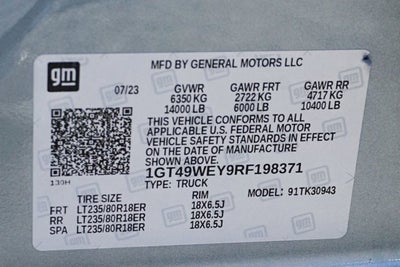 gm
MFD BY GENERAL MOTORS LLC
07/23 GVWR GAWR FRT GAWR RR
6350 KG 2722 KG 4717 KG
14000 LB 6000 LB 10400 LB
THIS VEHICLE CONFORMS TO ALL
APPLICABLE U.S. FEDERAL MOTOR
VEHICLE SAFETY STANDARDS IN EFFECT
ON THE DATE OF MANUFACTURE
SHOWN ABOVE.
1GT49WEY9RF198371
130H TYPE: TRUCK MODEL: 91TK30943
TIRE SIZE RIM
FRT LT235/80R18ER 18X6.5J
RR LT235/80R18ER 18X6.5J
SPA LT235/80R18ER 18X6.5J